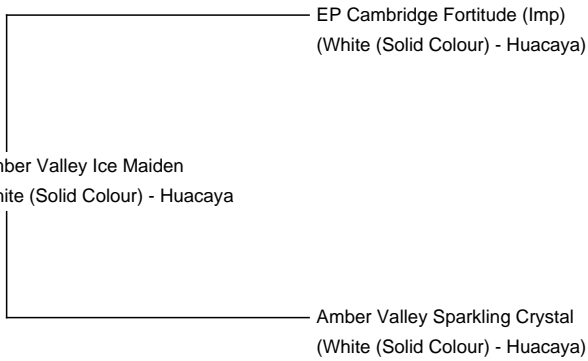 EP Cambridge Fortitude (Imp)
(White (Solid Colour) - Huacaya)
mber Valley Ice Maiden
hite (Solid Colour) - Huacaya
Amber Valley Sparkling Crystal
(White (Solid Colour) - Huacaya)